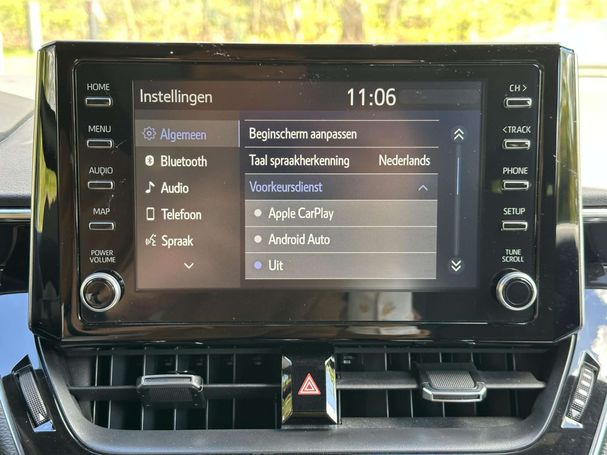 Instellingen 11:06
HOME
MENU
AUDIO
MAP
POWER
VOLUME
Algemeen
Bluetooth
Audio
Telefoon
Spraak
Beginscherm aanpassen
Taal spraakherkenning Nederlands
Voorkeursdienst
Apple CarPlay
Android Auto
Uit
CH >
< TRACK
PHONE
SETUP
TUNE
SCROLL